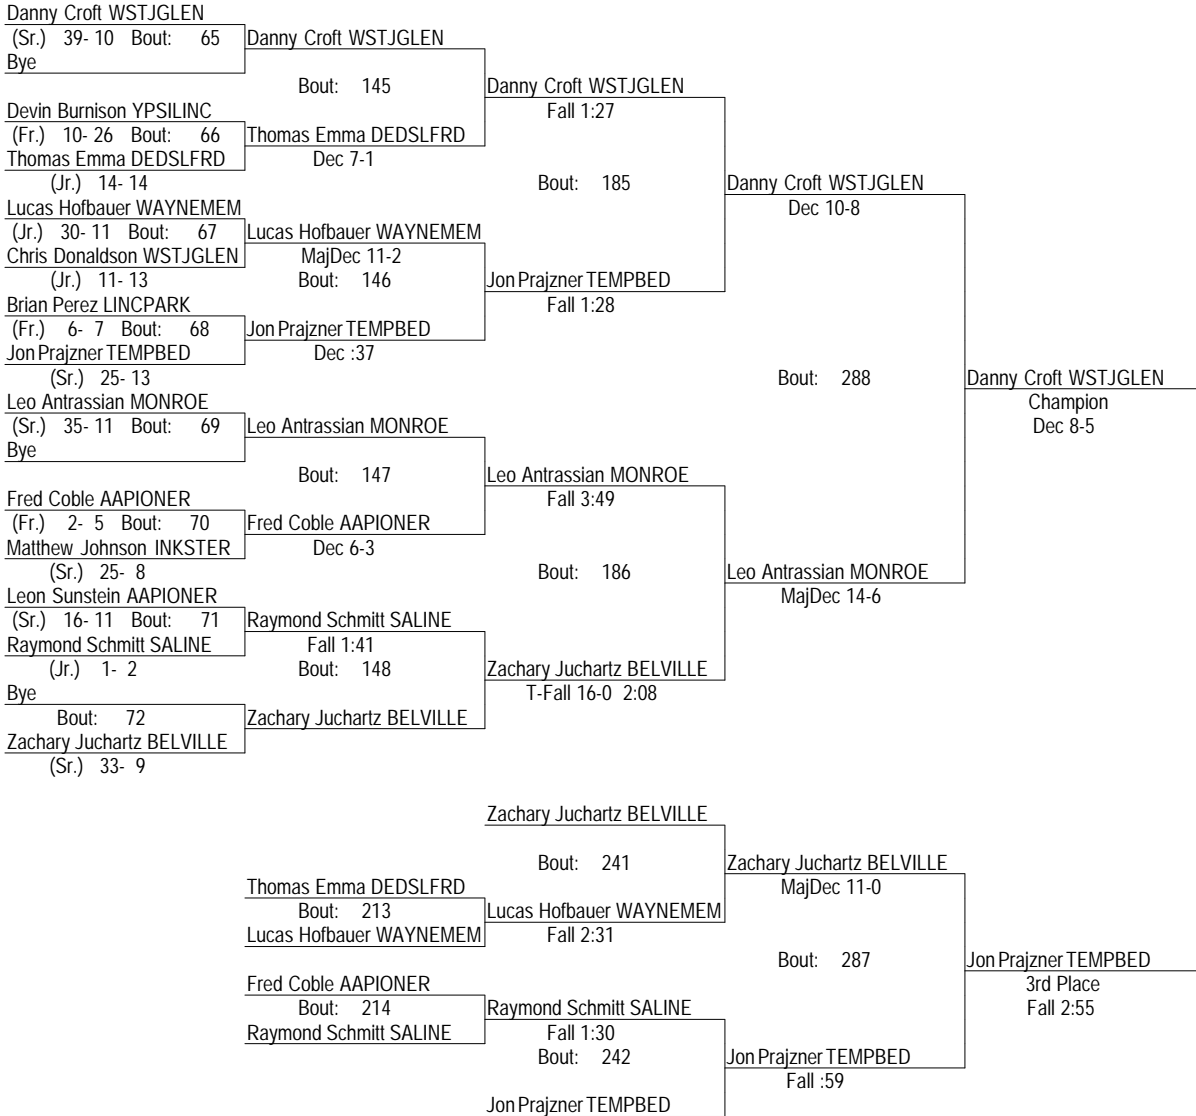 Danny Croft WSTJGLEN
(Sr.) 39- 10 Bout: 65 Danny Croft WSTJGLEN
Bye
Bout: 145 Danny Croft WSTJGLEN
Devin Burnison YPSILINC Fall 1:27
(Fr.) 10- 26 Bout: 66 Thomas Emma DEDSLFRD
Thomas Emma DEDSLFRD Dec 7-1
(Jr.) 14- 14 Bout: 185 Danny Croft WSTJGLEN
Lucas Hofbauer WAYNEMEM Dec 10-8
(Jr.) 30- 11 Bout: 67 Lucas Hofbauer WAYNEMEM
Chris Donaldson WSTJGLEN MajDec 11-2
(Jr.) 11- 13 Bout: 146 Jon Prajzner TEMPBED
Brian Perez LINCPARK Fall 1:28
(Fr.) 6- 7 Bout: 68 Jon Prajzner TEMPBED
Jon Prajzner TEMPBED Dec :37
(Sr.) 25- 13 Bout: 288 Danny Croft WSTJGLEN
Leo Antrassian MONROE Champion
(Sr.) 35- 11 Bout: 69 Leo Antrassian MONROE Dec 8-5
Bye
Bout: 147 Leo Antrassian MONROE
Fred Coble AAPIONER Fall 3:49
(Fr.) 2- 5 Bout: 70 Fred Coble AAPIONER
Matthew Johnson INKSTER Dec 6-3
(Sr.) 25- 8 Bout: 186 Leo Antrassian MONROE
Leon Sunstein AAPIONER MajDec 14-6
(Sr.) 16- 11 Bout: 71 Raymond Schmitt SALINE
Raymond Schmitt SALINE Fall 1:41
(Jr.) 1- 2 Bout: 148 Zachary Juchartz BELVILLE
Bye T-Fall 16-0 2:08
Bout: 72 Zachary Juchartz BELVILLE
Zachary Juchartz BELVILLE
(Sr.) 33- 9
Zachary Juchartz BELVILLE
Bout: 241 Zachary Juchartz BELVILLE
Thomas Emma DEDSLFRD MajDec 11-0
Bout: 213 Lucas Hofbauer WAYNEMEM
Lucas Hofbauer WAYNEMEM Fall 2:31
Bout: 287 Jon Prajzner TEMPBED
Fred Coble AAPIONER 3rd Place
Bout: 214 Raymond Schmitt SALINE Fall 2:55
Raymond Schmitt SALINE Fall 1:30
Bout: 242 Jon Prajzner TEMPBED
Fall :59
Jon Prajzner TEMPBED